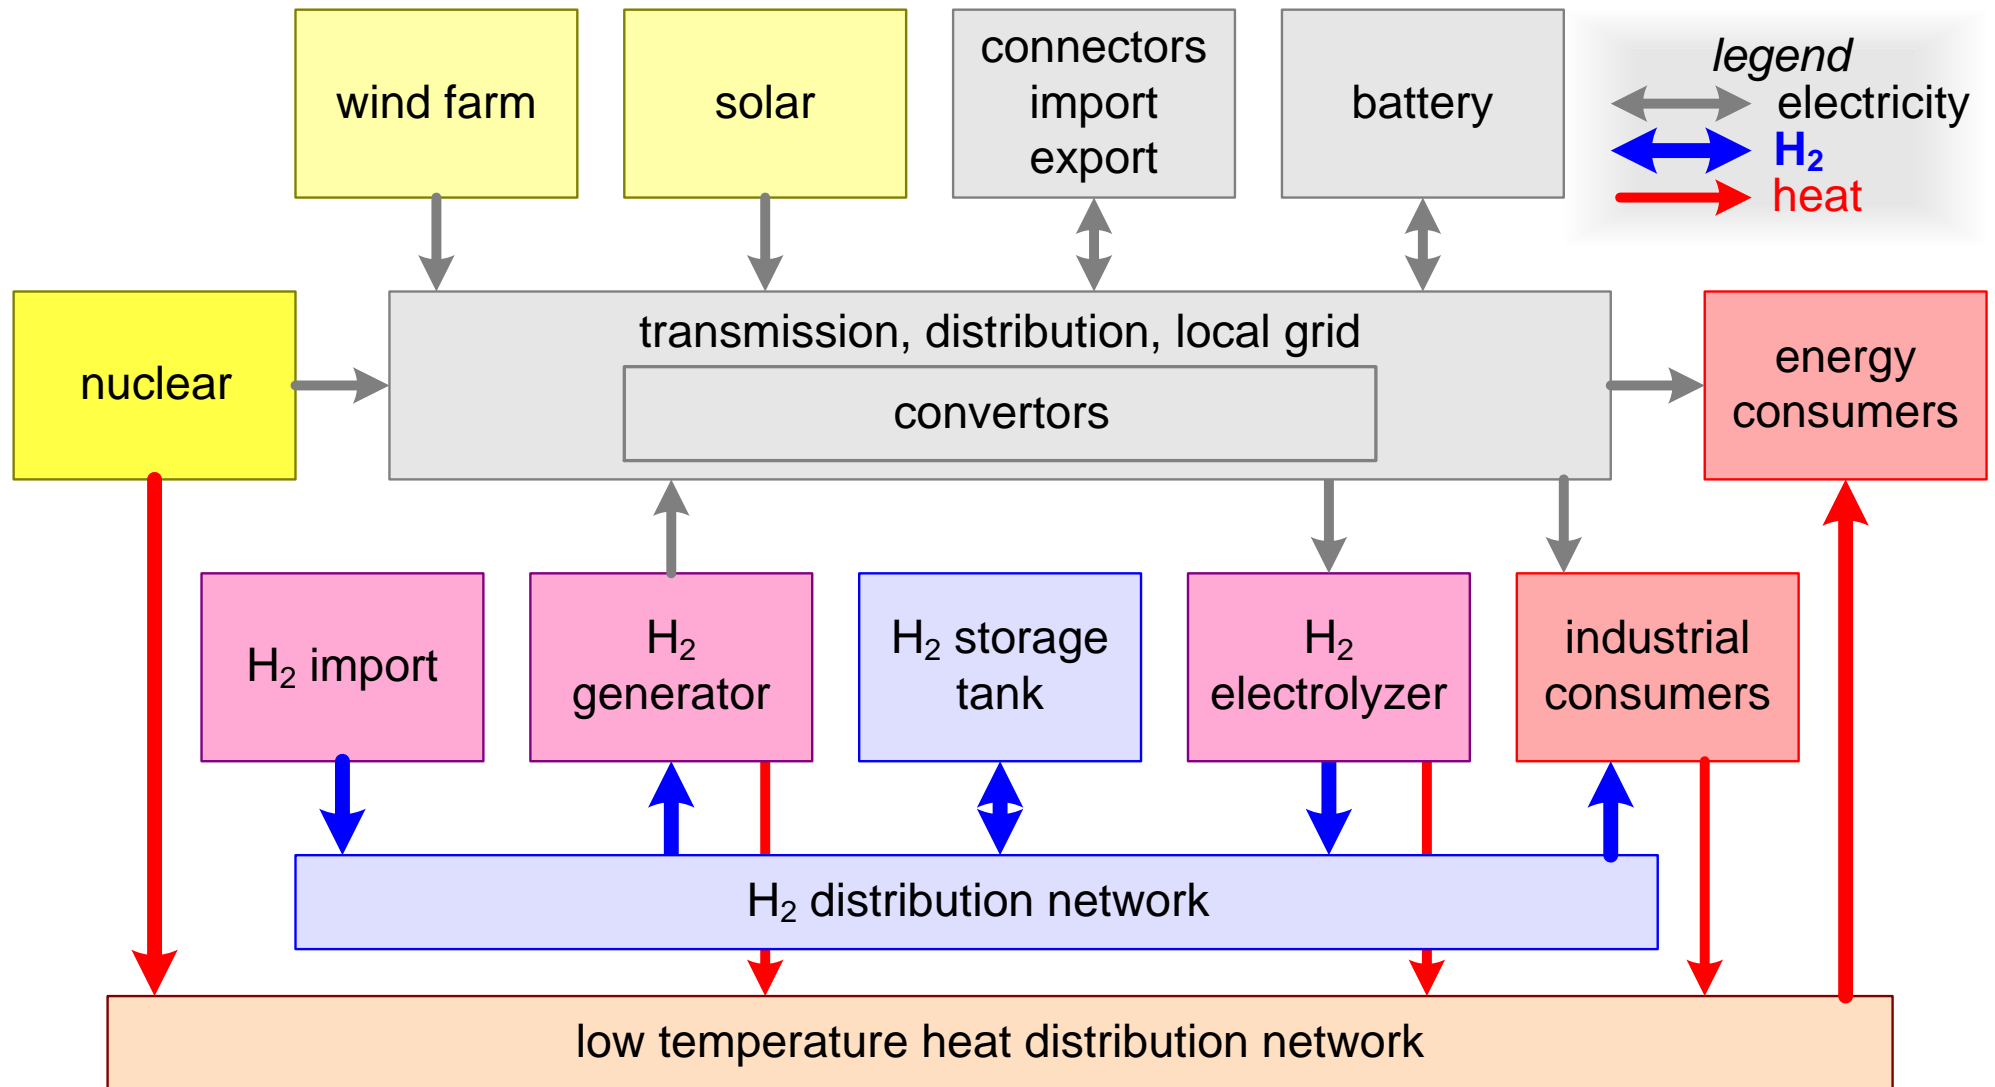 wind farm
solar
connectors
import
export
battery
legend
electricity
H₂
heat
nuclear
transmission, distribution, local grid
convertors
energy
consumers
H₂ import
H₂
generator
H₂ storage
tank
H₂
electrolyzer
industrial
consumers
H₂ distribution network
low temperature heat distribution network